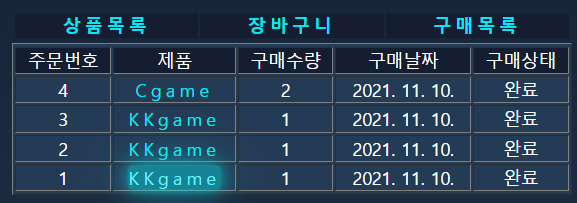 상품목록 장바구니 구매목록
주문번호 제품 구매수량 구매날짜 구매상태
4 Cgame 2 2021. 11. 10. 완료
3 KKgame 1 2021. 11. 10. 완료
2 KKgame 1 2021. 11. 10. 완료
1 KKgame 1 2021. 11. 10. 완료